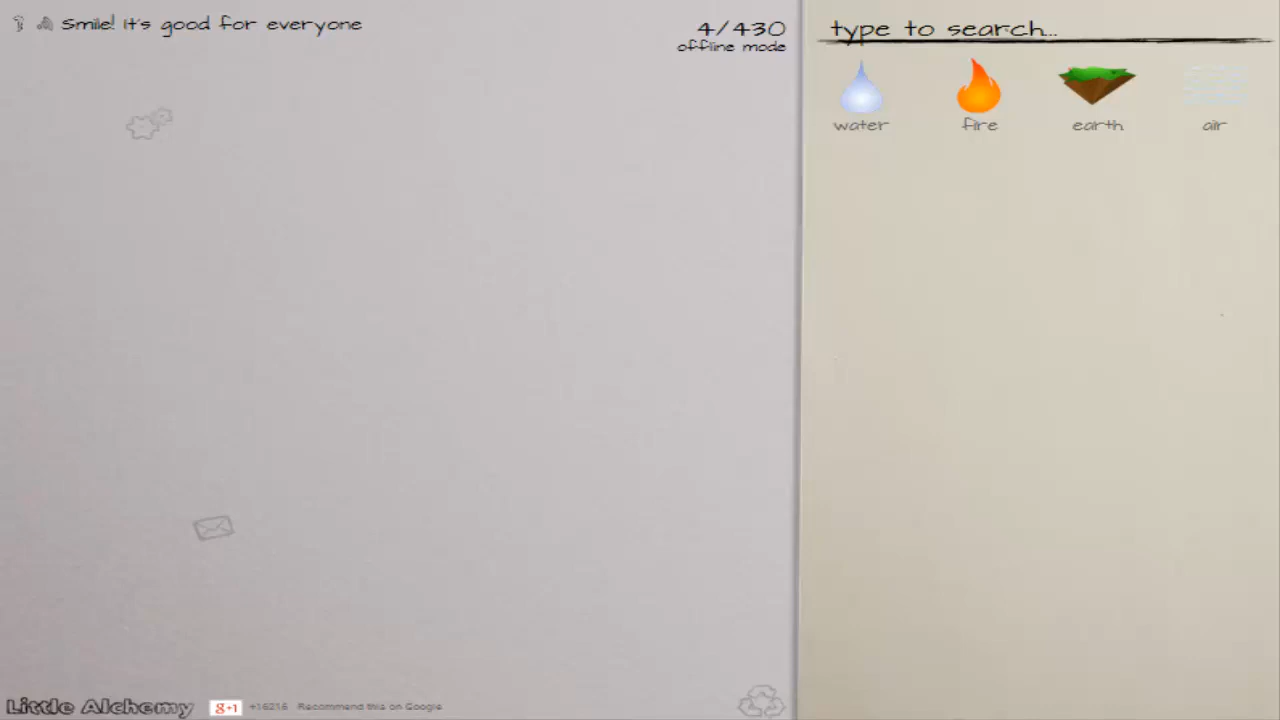 Smile! It's good for everyone
4/430
offline mode
type to search...
water
fire
earth
air
Little Alchemy
g+1 +16216 Recommend this on Google